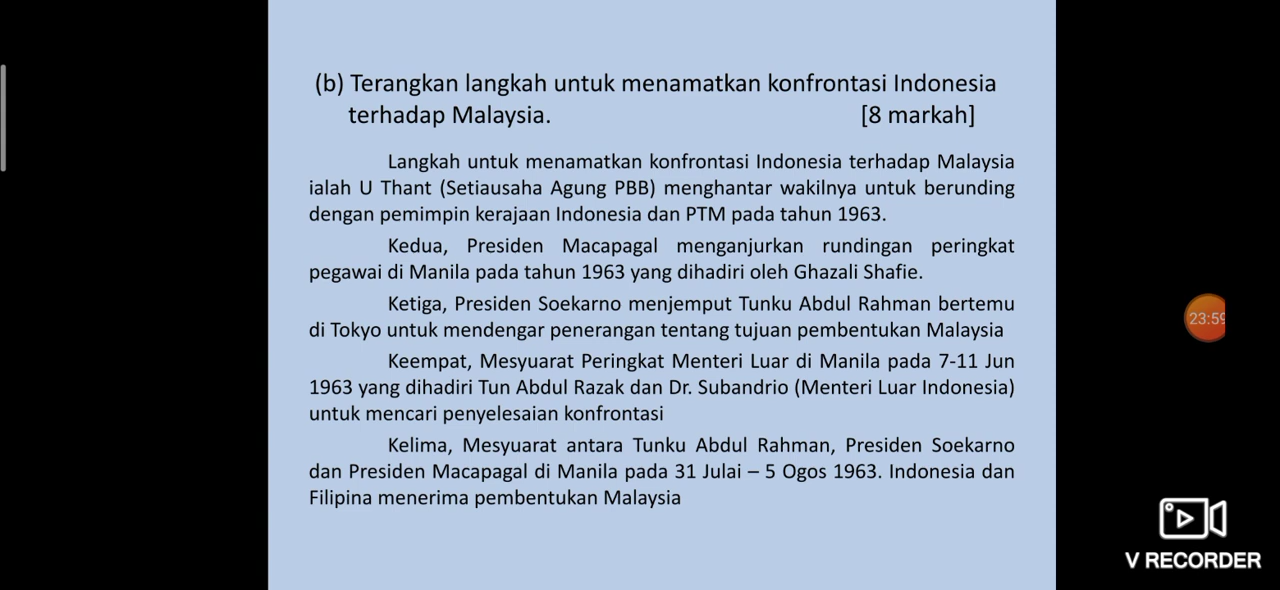 (b) Terangkan langkah untuk menamatkan konfrontasi Indonesia
terhadap Malaysia. [8 markah]
Langkah untuk menamatkan konfrontasi Indonesia terhadap Malaysia
ialah U Thant (Setiausaha Agung PBB) menghantar wakilnya untuk berunding
dengan pemimpin kerajaan Indonesia dan PTM pada tahun 1963.
Kedua, Presiden Macapagal menganjurkan rundingan peringkat
pegawai di Manila pada tahun 1963 yang dihadiri oleh Ghazali Shafie.
Ketiga, Presiden Soekarno menjemput Tunku Abdul Rahman bertemu
di Tokyo untuk mendengar penerangan tentang tujuan pembentukan Malaysia
Keempat, Mesyuarat Peringkat Menteri Luar di Manila pada 7-11 Jun
1963 yang dihadiri Tun Abdul Razak dan Dr. Subandrio (Menteri Luar Indonesia)
untuk mencari penyelesaian konfrontasi
Kelima, Mesyuarat antara Tunku Abdul Rahman, Presiden Soekarno
dan Presiden Macapagal di Manila pada 31 Julai – 5 Ogos 1963. Indonesia dan
Filipina menerima pembentukan Malaysia
23:59
V RECORDER